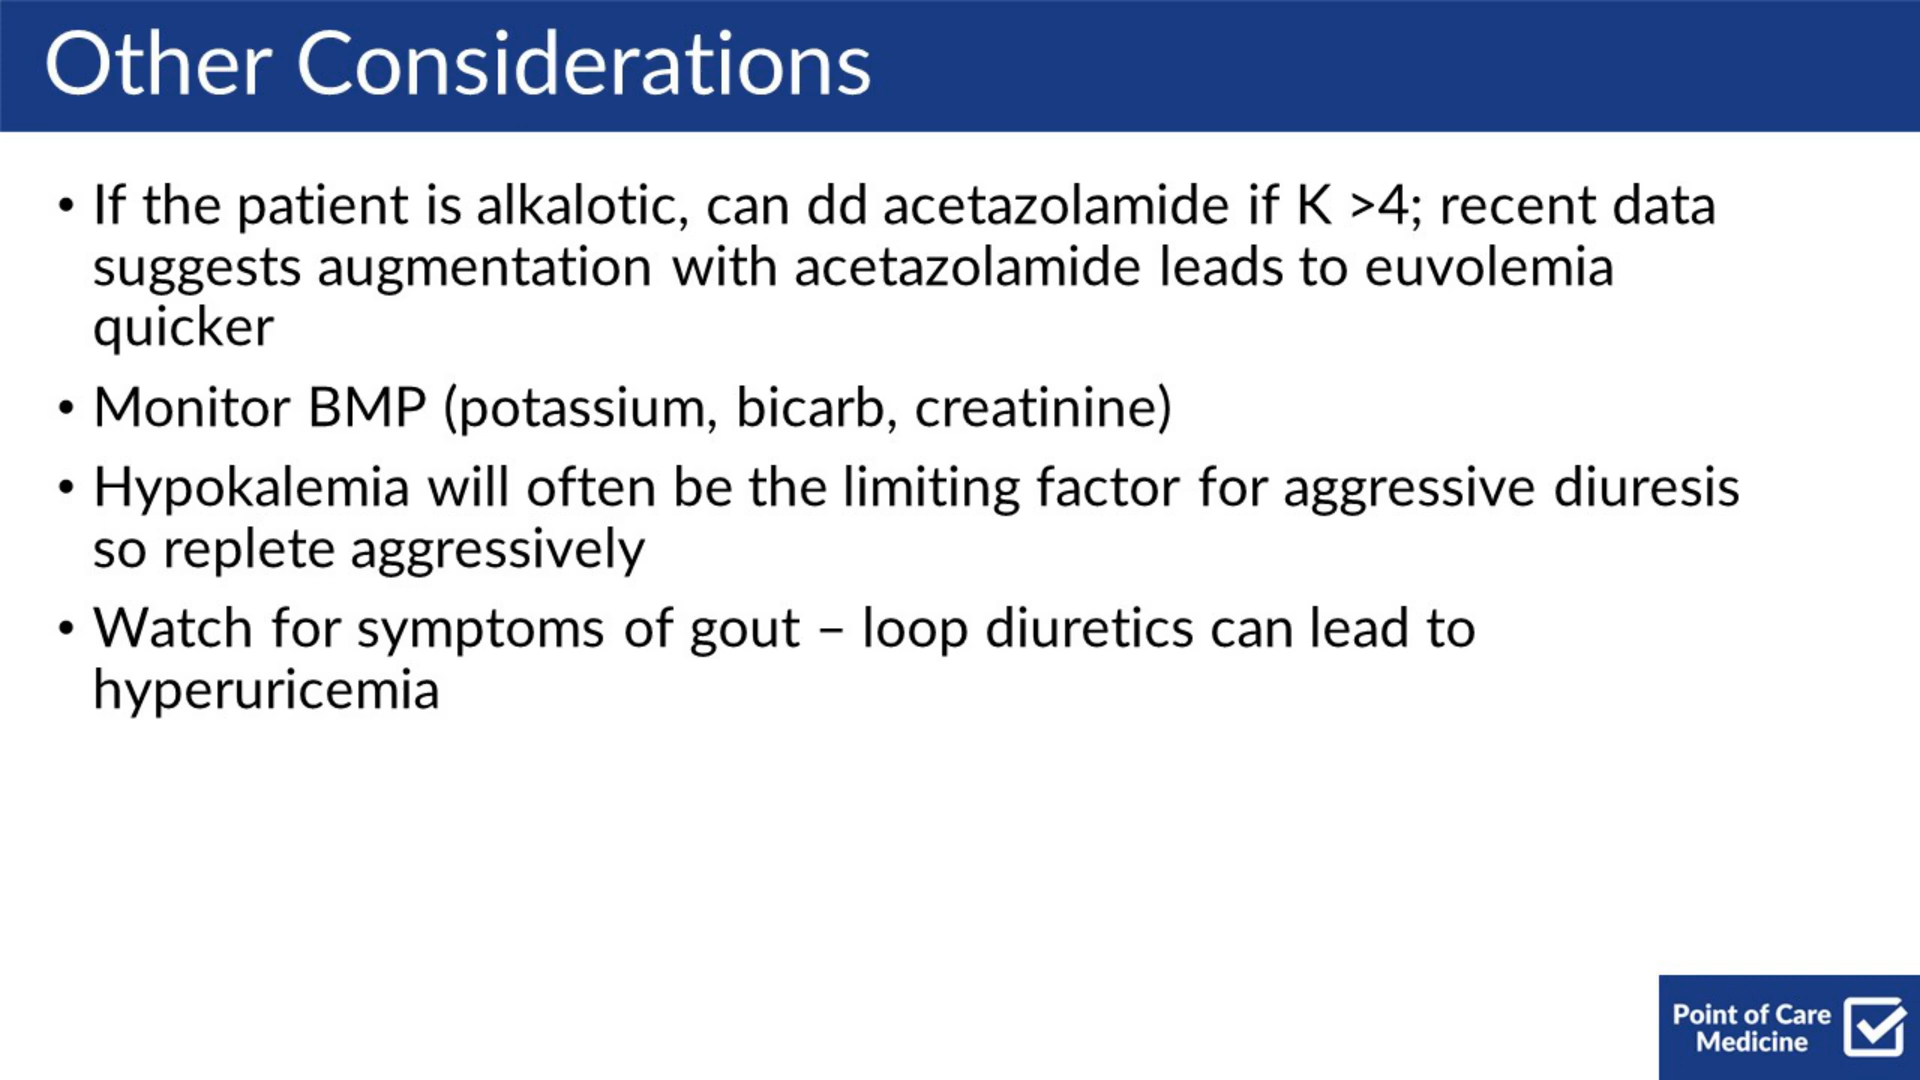 Other Considerations
• If the patient is alkalotic, can dd acetazolamide if K >4; recent data
suggests augmentation with acetazolamide leads to euvolemia
quicker
• Monitor BMP (potassium, bicarb, creatinine)
• Hypokalemia will often be the limiting factor for aggressive diuresis
so replete aggressively
• Watch for symptoms of gout – loop diuretics can lead to
hyperuricemia
Point of Care
Medicine